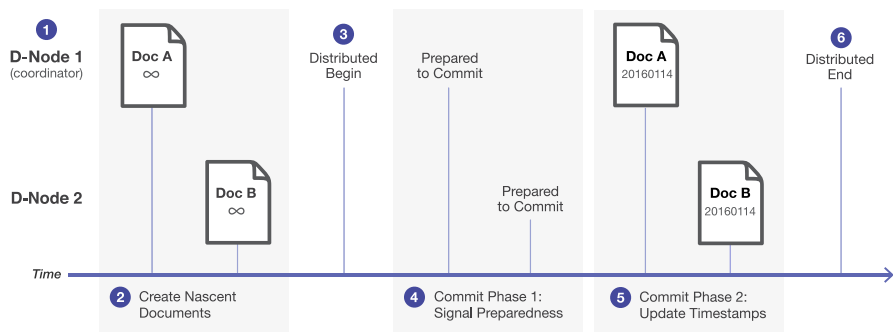 1
D-Node 1
(coordinator)
Doc A
∞
3
Distributed
Begin
Prepared
to Commit
Doc A
20160114
6
Distributed
End
D-Node 2
Doc B
∞
Prepared
to Commit
Doc B
20160114
Time
2 Create Nascent
Documents
4 Commit Phase 1:
Signal Preparedness
5 Commit Phase 2:
Update Timestamps